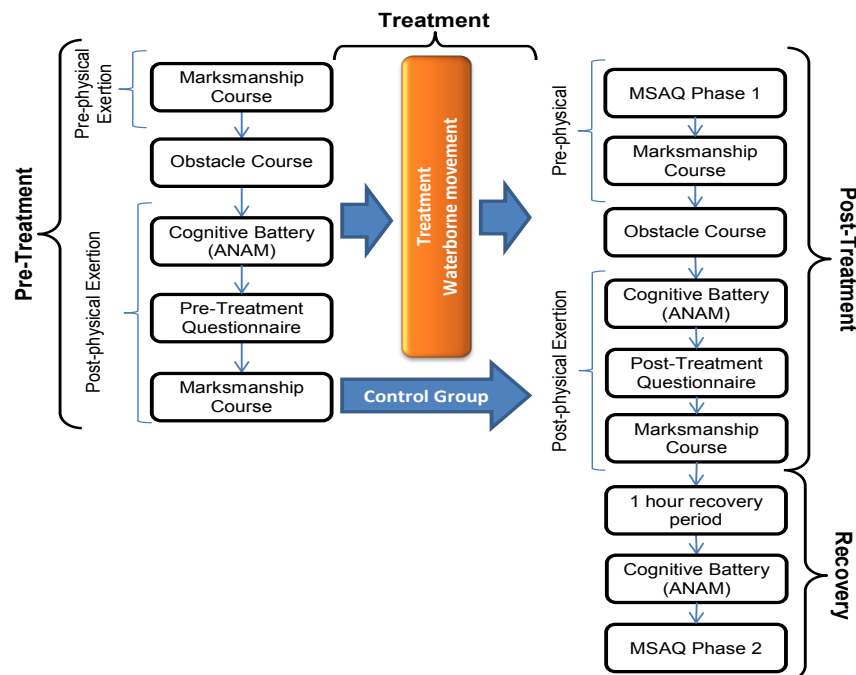 Treatment
Pre-Treatment
Pre-physical
Exertion
Marksmanship
Course
Obstacle Course
Post-physical Exertion
Cognitive Battery
(ANAM)
Pre-Treatment
Questionnaire
Marksmanship
Course
Treatment
Waterborne movement
Control Group
Pre-physical
MSAQ Phase 1
Marksmanship
Course
Obstacle Course
Post-physical Exertion
Cognitive Battery
(ANAM)
Post-Treatment
Questionnaire
Marksmanship
Course
Post-Treatment
1 hour recovery
period
Cognitive Battery
(ANAM)
MSAQ Phase 2
Recovery